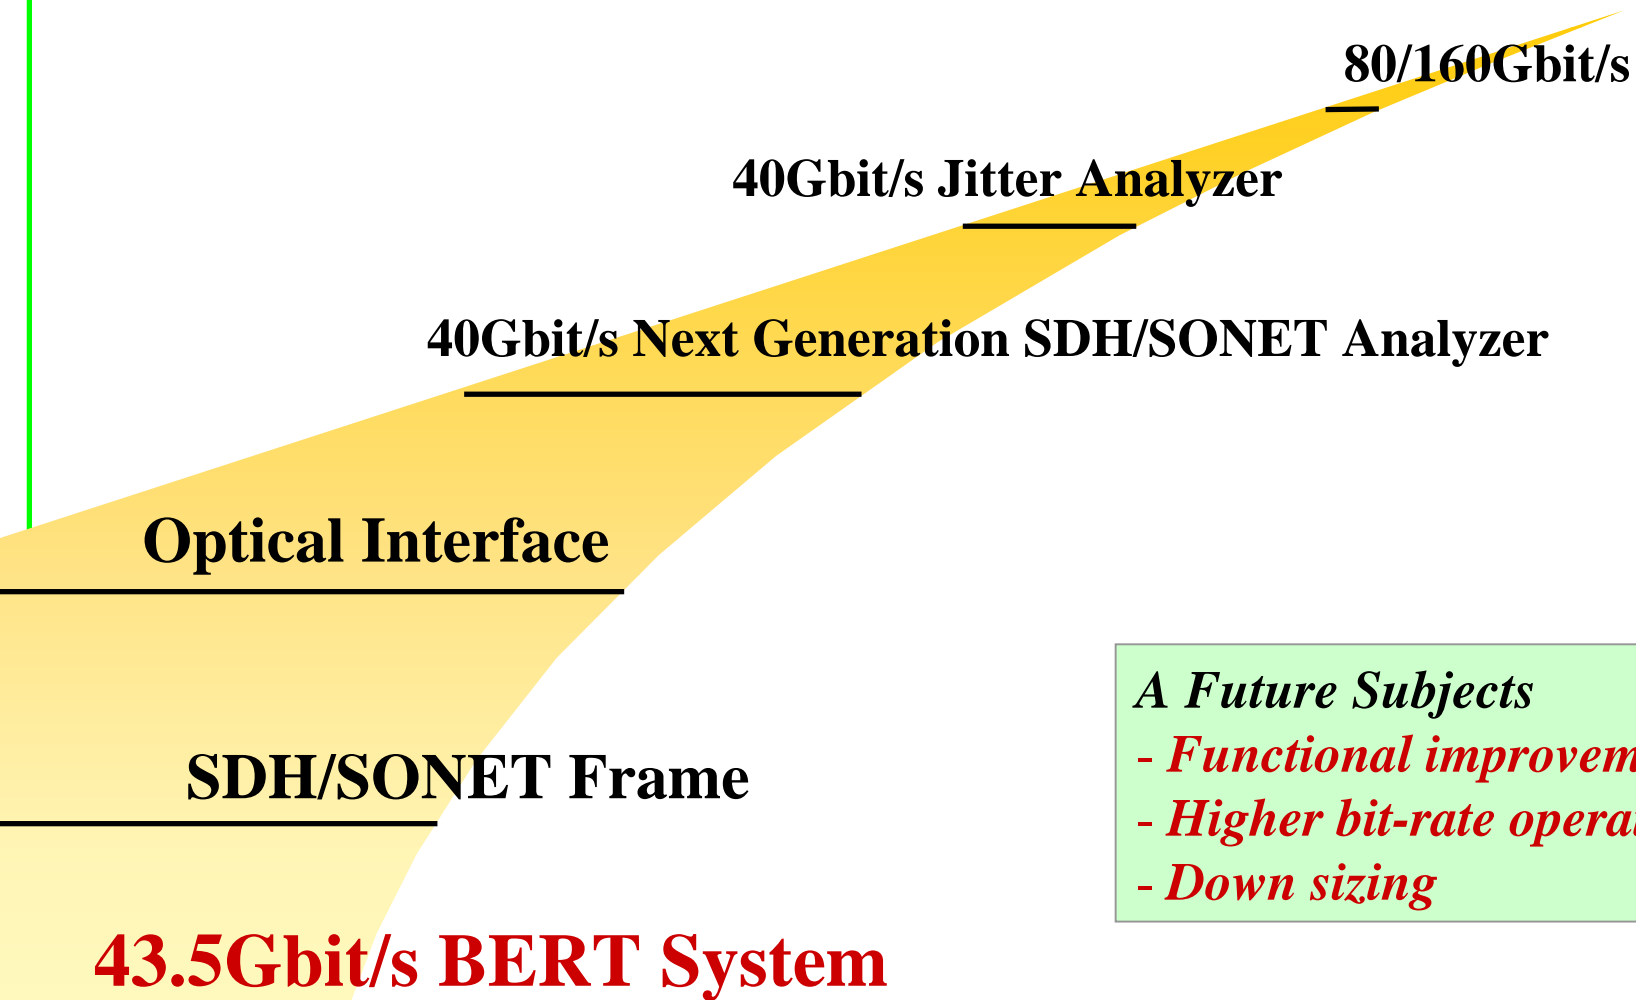 80/160Gbit/s
40Gbit/s Jitter Analyzer
40Gbit/s Next Generation SDH/SONET Analyzer
Optical Interface
A Future Subjects
- Functional
- Higher bit-rate
- Down sizing
SDH/SONET Frame
43.5Gbit/s BERT System